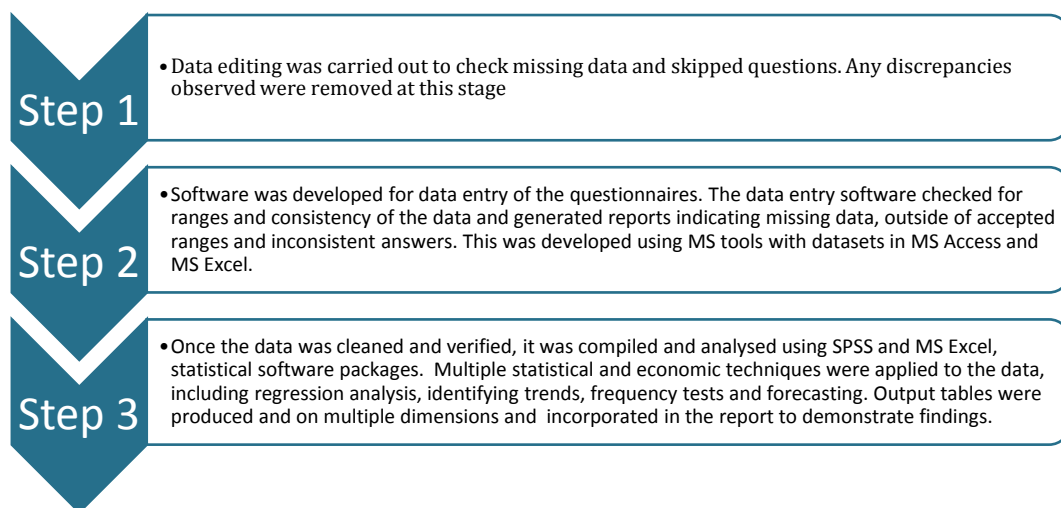 Step 1
•Data editing was carried out to check missing data and skipped questions. Any discrepancies
observed were removed at this stage
Step 2
•Software was developed for data entry of the questionnaires. The data entry software checked for
ranges and consistency of the data and generated reports indicating missing data, outside of accepted
ranges and inconsistent answers. This was developed using MS tools with datasets in MS Access and
MS Excel.
Step 3
•Once the data was cleaned and verified, it was compiled and analysed using SPSS and MS Excel,
statistical software packages.  Multiple statistical and economic techniques were applied to the data,
including regression analysis, identifying trends, frequency tests and forecasting. Output tables were
produced and on multiple dimensions and  incorporated in the report to demonstrate findings.